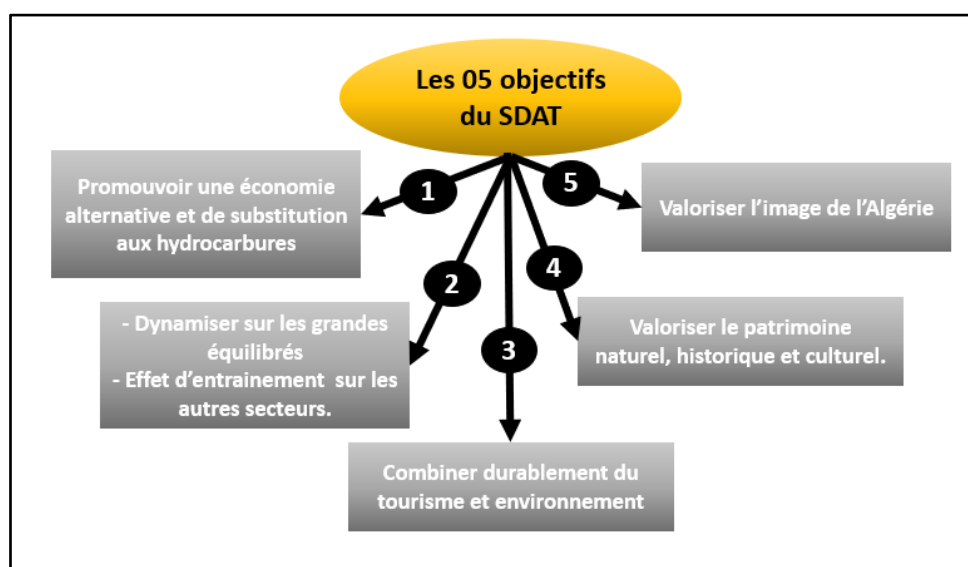 Les 05 objectifs
du SDAT
1
Promouvoir une économie
alternative et de substitution
aux hydrocarbures
2
- Dynamiser sur les grandes
équilibrés
- Effet d’entrainement sur les
autres secteurs.
3
Combiner durablement du
tourisme et environnement
4
Valoriser le patrimoine
naturel, historique et culturel.
5
Valoriser l’image de l’Algérie